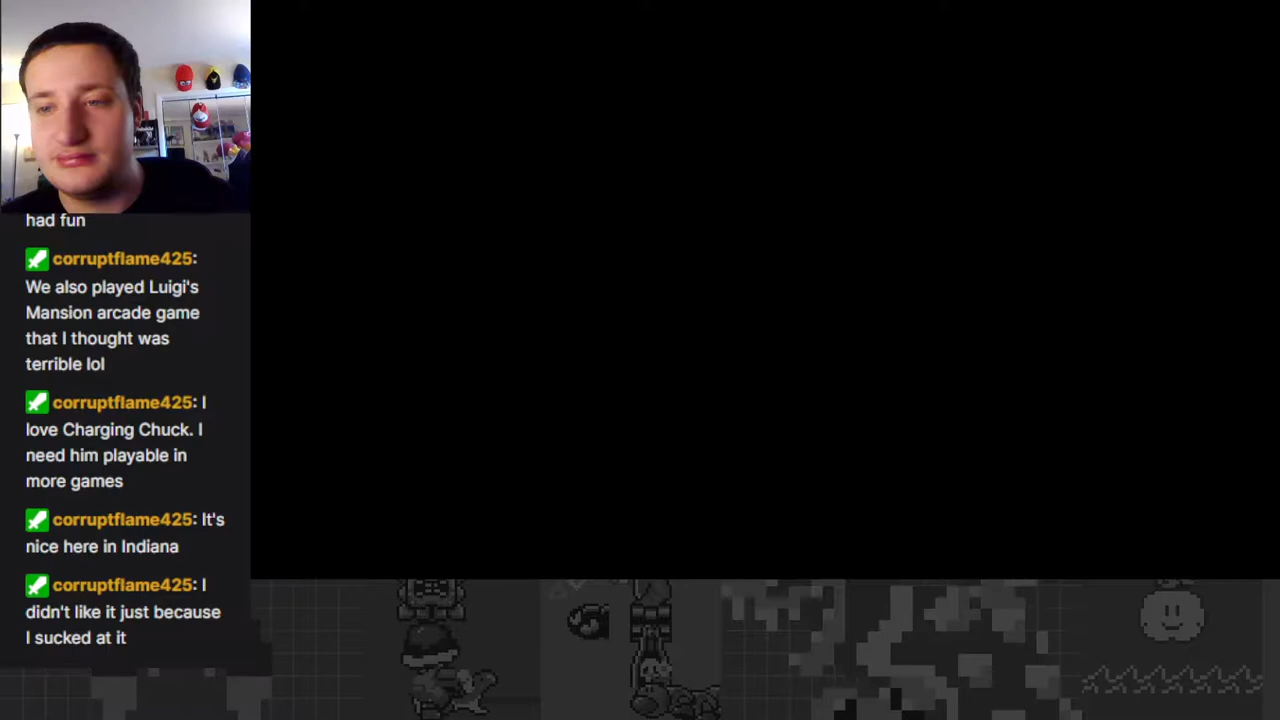 had fun
corruptflame425:
We also played Luigi's
Mansion arcade game
that I thought was
terrible lol
corruptflame425: I
love Charging Chuck. I
need him playable in
more games
corruptflame425: It's
nice here in Indiana
corruptflame425: I
didn't like it just because
I sucked at it